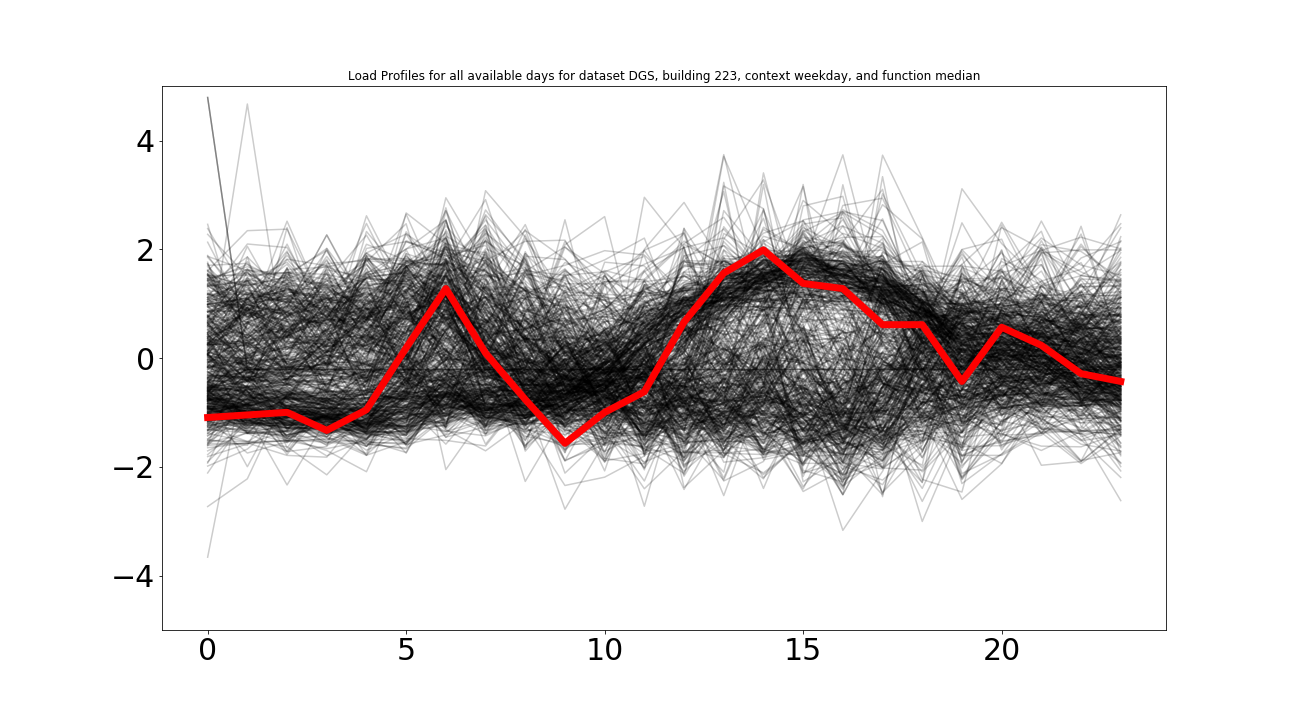 Load Profiles for all available days for dataset DGS, building 223, context weekday, and function median
4
2
0
−2
−4
0 5 10 15 20